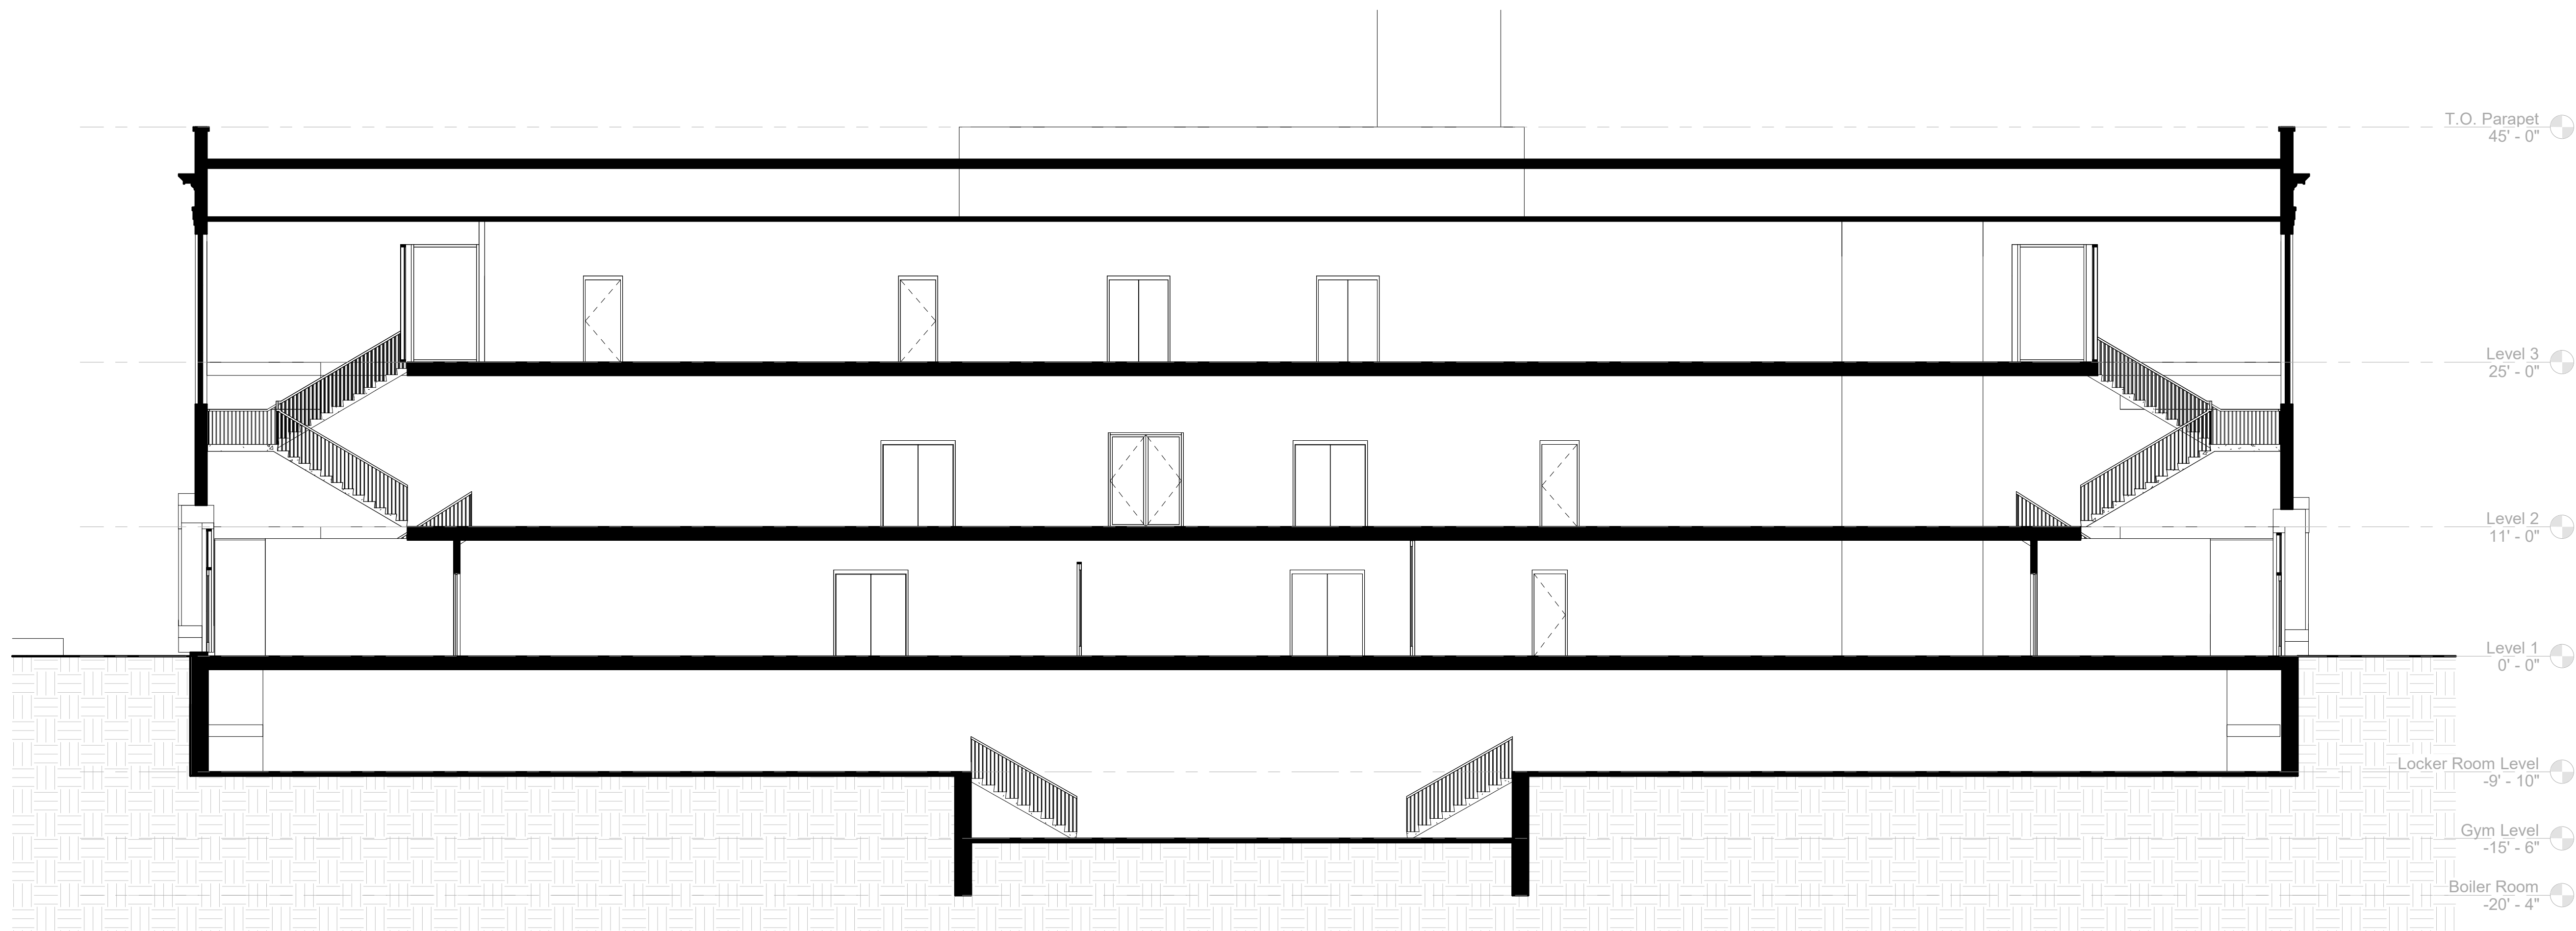 T.O. Parapet
45' - 0"
Level 3
25' - 0"
Level 2
11' - 0"
Level 1
0' - 0"
Locker Room Level
-9' - 10"
Gym Level
-15' - 6"
Boiler Room
-20' - 4"